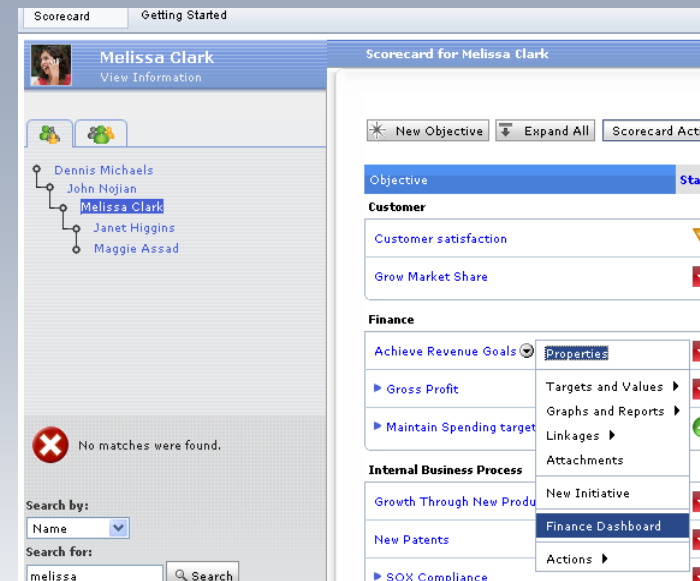 Scorecard
Getting Started
Melissa Clark
View Information
Scorecard for Melissa Clark
New Objective
Expand All
Scorecard Acti
Dennis Michaels
John Nojian
Melissa Clark
Janet Higgins
Maggie Assad
Objective
Sta
Customer
Customer satisfaction
Grow Market Share
Finance
Achieve Revenue Goals
Gross Profit
Maintain Spending target
Properties
Targets and Values
Graphs and Reports
Linkages
Attachments
New Initiative
Finance Dashboard
Actions
Internal Business Process
Growth Through New Produ
New Patents
SOX Compliance
No matches were found.
Search by:
Name
Search for:
melissa
Search